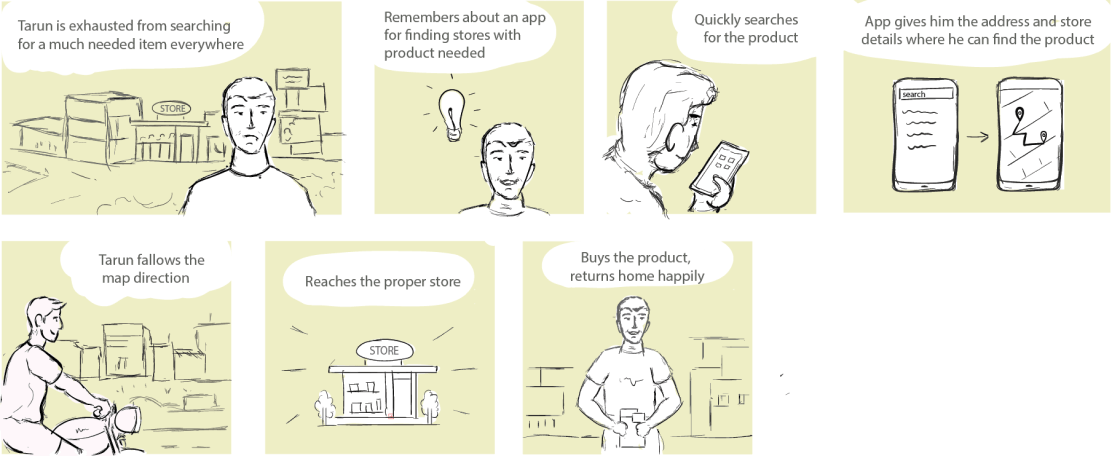 Tarun is exhausted from searching
for a much needed item everywhere
STORE
Remembers about an app
for finding stores with
product needed
Quickly searches
for the product
App gives him the address and store
details where he can find the product
search
Tarun fallows the
map direction
Reaches the proper store
STORE
Buys the product,
returns home happily